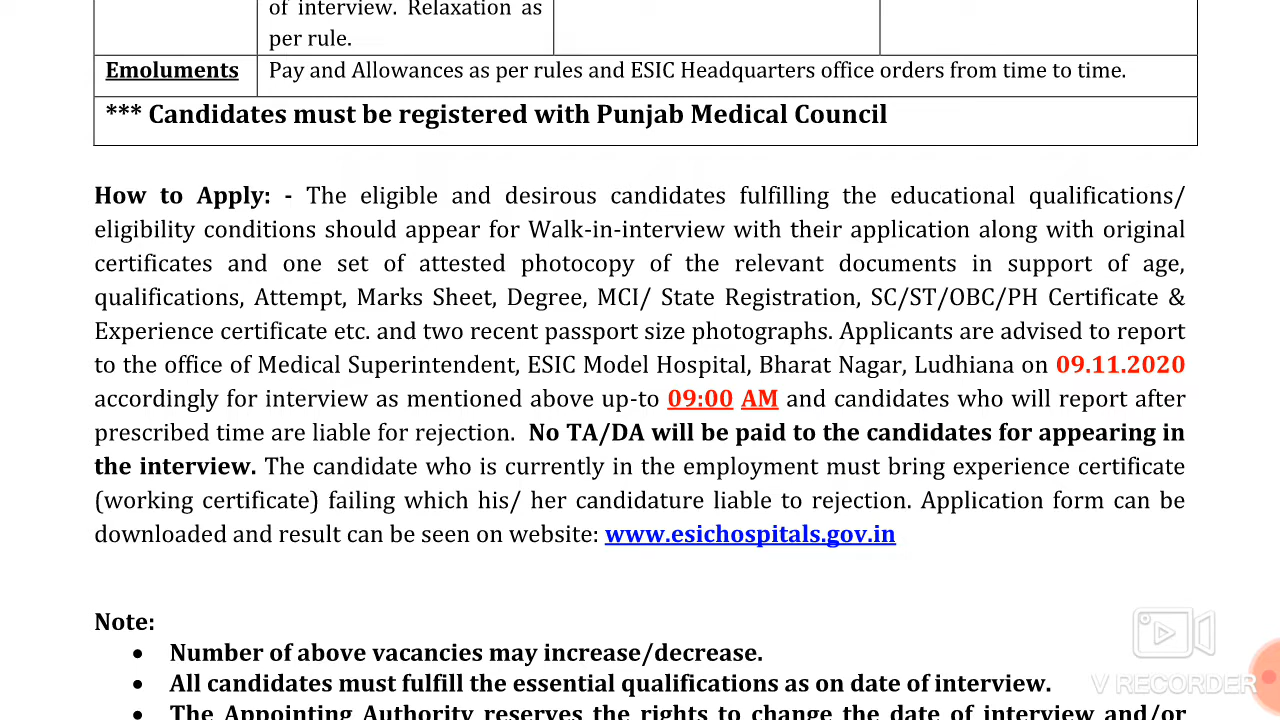 of interview. Relaxation as
per rule.
Emoluments Pay and Allowances as per rules and ESIC Headquarters office orders from time to time.
*** Candidates must be registered with Punjab Medical Council
How to Apply: - The eligible and desirous candidates fulfilling the educational qualifications/
eligibility conditions should appear for Walk-in-interview with their application along with original
certificates and one set of attested photocopy of the relevant documents in support of age,
qualifications, Attempt, Marks Sheet, Degree, MCI/ State Registration, SC/ST/OBC/PH Certificate &
Experience certificate etc. and two recent passport size photographs. Applicants are advised to report
to the office of Medical Superintendent, ESIC Model Hospital, Bharat Nagar, Ludhiana on 09.11.2020
accordingly for interview as mentioned above up-to 09:00 AM and candidates who will report after
prescribed time are liable for rejection. No TA/DA will be paid to the candidates for appearing in
the interview. The candidate who is currently in the employment must bring experience certificate
(working certificate) failing which his/ her candidature liable to rejection. Application form can be
downloaded and result can be seen on website: www.esichospitals.gov.in
Note:
• Number of above vacancies may increase/decrease.
• All candidates must fulfill the essential qualifications as on date of interview.
• The Appointing Authority reserves the rights to change the date of interview and/or
V RECORDER